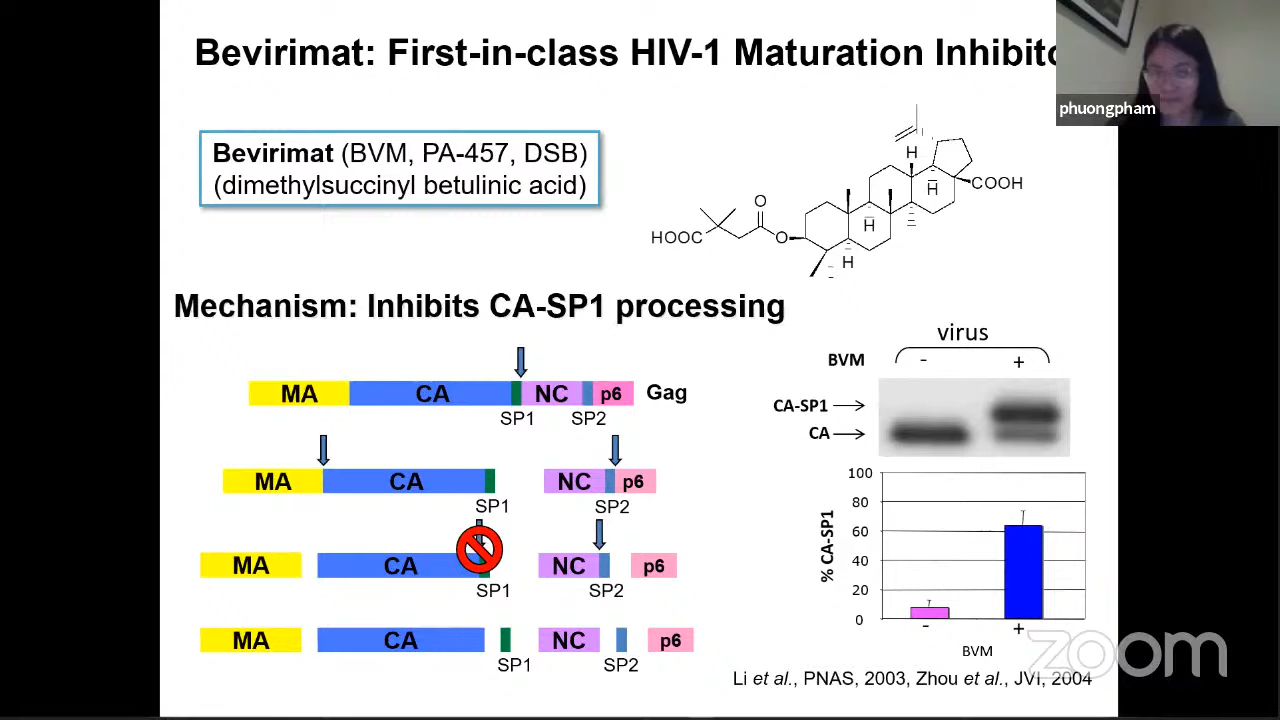 Bevirimat: First-in-class HIV-1 Maturation Inhibito
phuongpham
Bevirimat (BVM, PA-457, DSB)
(dimethylsuccinyl betulinic acid)
H
H
COOH
O
HOOC
O
H
H
Mechanism: Inhibits CA-SP1 processing
MA CA NC p6 Gag
SP1 SP2
MA CA NC p6
SP1 SP2
MA CA NC p6
SP1 SP2
MA CA NC p6
SP1 SP2
virus
BVM - +
CA-SP1
CA
100
80
60
40
20
0
% CA-SP1
- +
BVM
zoom
Li et al., PNAS, 2003, Zhou et al., JVI, 2004